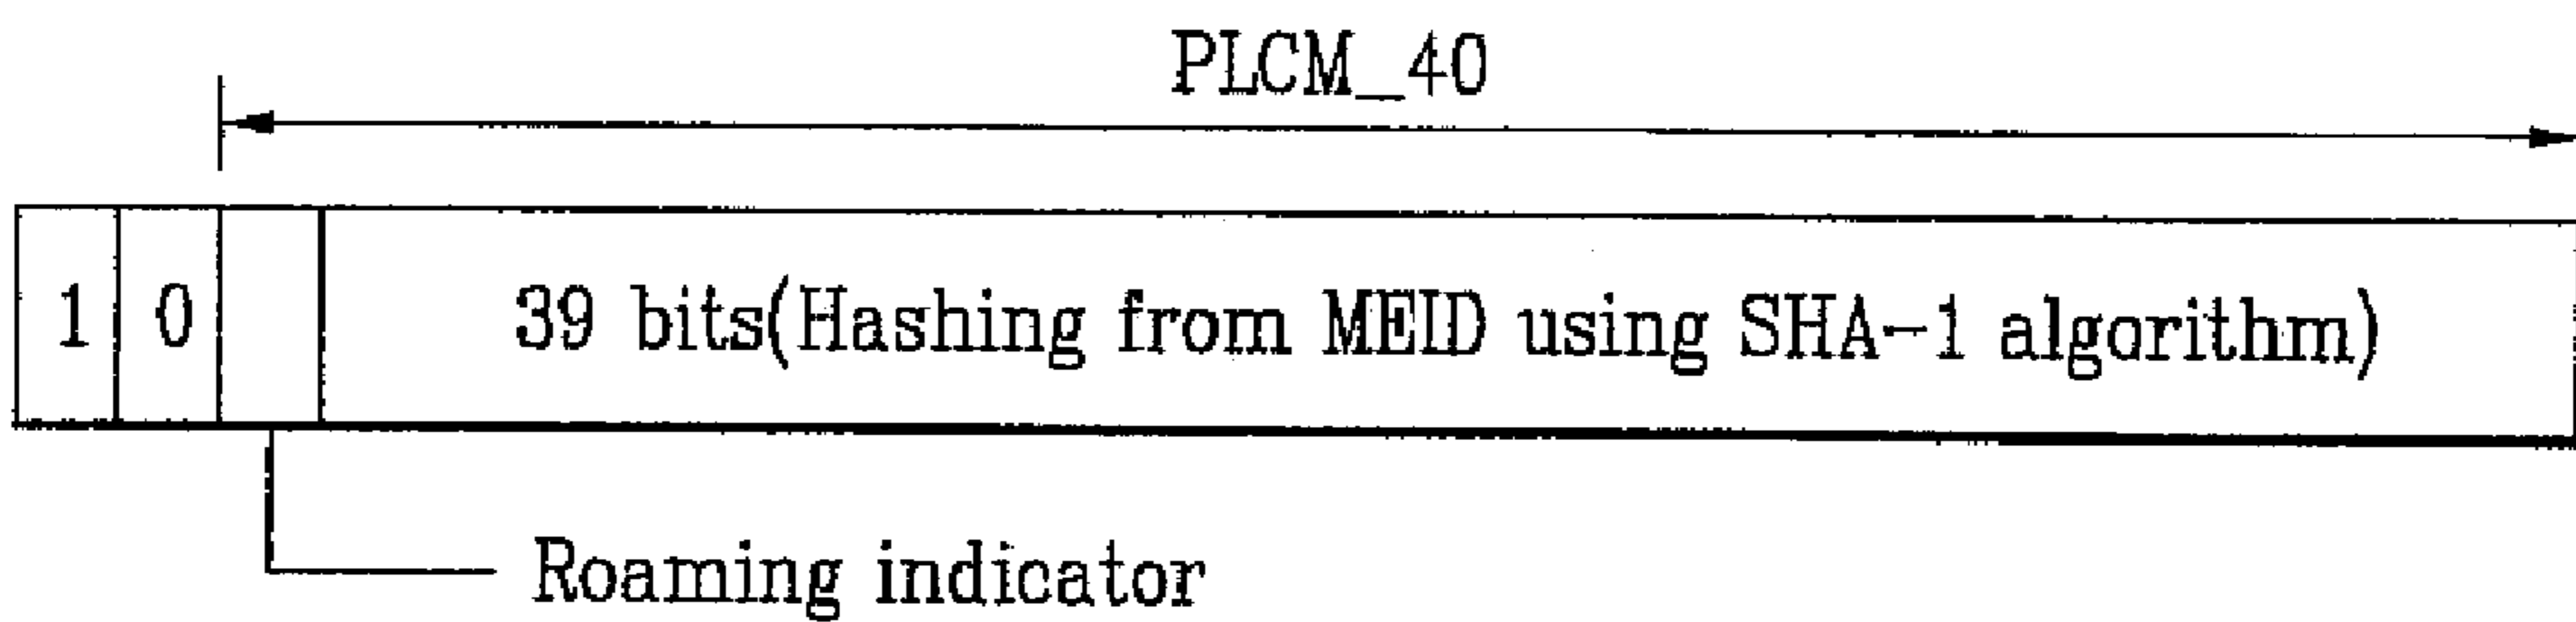 PLCM_40
1 0 39 bits(Hashing from MEID using SHA-1 algorithm)
Roaming indicator